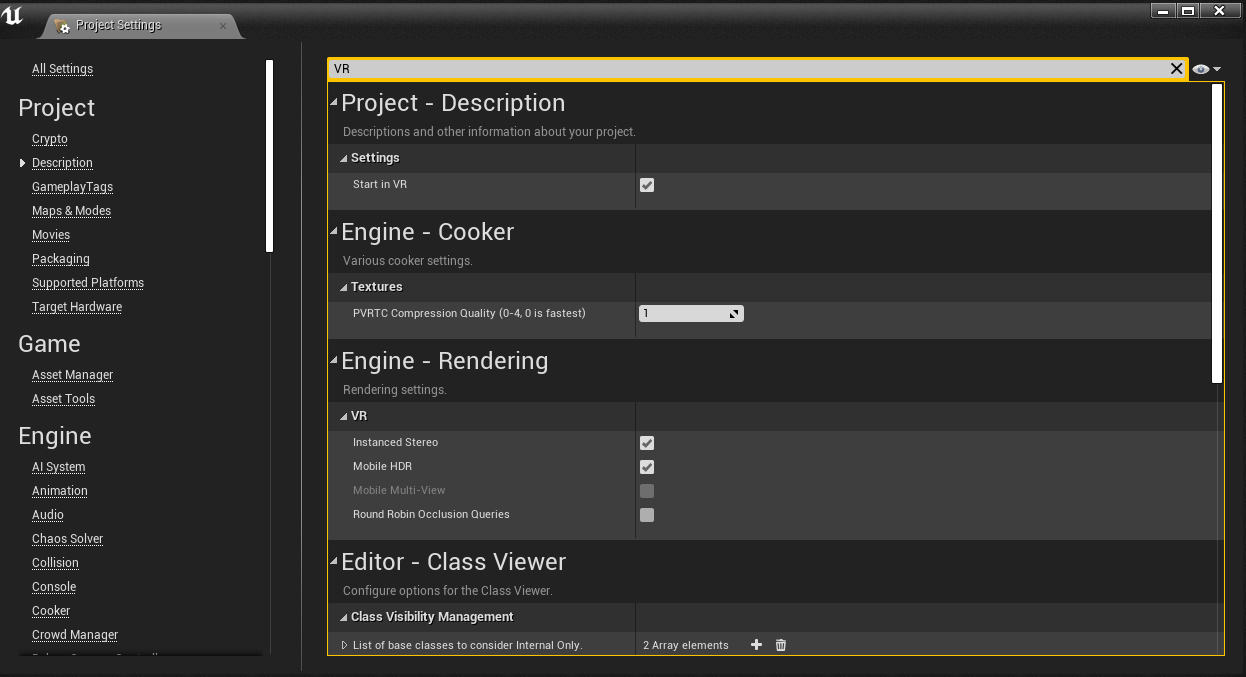 Project Settings
All Settings
Project
Crypto
Description
GameplayTags
Maps & Modes
Movies
Packaging
Supported Platforms
Target Hardware
Game
Asset Manager
Asset Tools
Engine
AI System
Animation
Audio
Chaos Solver
Collision
Console
Cooker
Crowd Manager
VR
Project - Description
Descriptions and other information about your project.
Settings
Start in VR
Engine - Cooker
Various cooker settings.
Textures
PVRTC Compression Quality (0-4, 0 is fastest) 1
Engine - Rendering
Rendering settings.
VR
Instanced Stereo
Mobile HDR
Mobile Multi-View
Round Robin Occlusion Queries
Editor - Class Viewer
Configure options for the Class Viewer.
Class Visibility Management
List of base classes to consider Internal Only. 2 Array elements